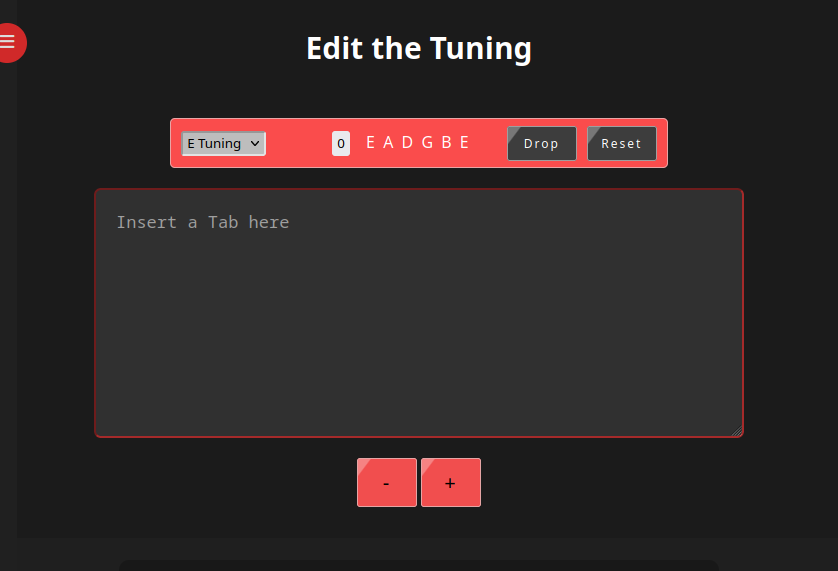 Edit the Tuning
E Tuning 0 E A D G B E Drop Reset
Insert a Tab here
- +